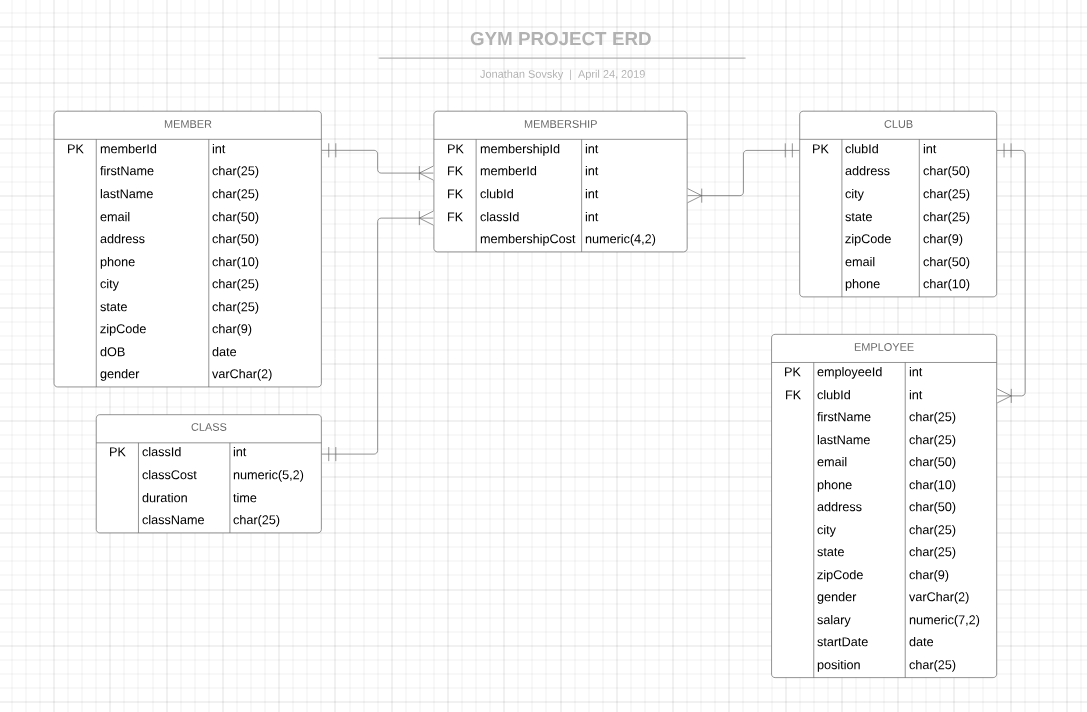 GYM PROJECT ERD
Jonathan Sovsky | April 24, 2019
MEMBER
PK memberId int
firstName char(25)
lastName char(25)
email char(50)
address char(50)
phone char(10)
city char(25)
state char(25)
zipCode char(9)
dOB date
gender varChar(2)
MEMBERSHIP
PK membershipId int
FK memberId int
FK clubId int
FK classId int
membershipCost numeric(4,2)
CLUB
PK clubId int
address char(50)
city char(25)
state char(25)
zipCode char(9)
email char(50)
phone char(10)
CLASS
PK classId int
classCost numeric(5,2)
duration time
className char(25)
EMPLOYEE
PK employeeId int
FK clubId int
firstName char(25)
lastName char(25)
email char(50)
phone char(10)
address char(50)
city char(25)
state char(25)
zipCode char(9)
gender varChar(2)
salary numeric(7,2)
startDate date
position char(25)